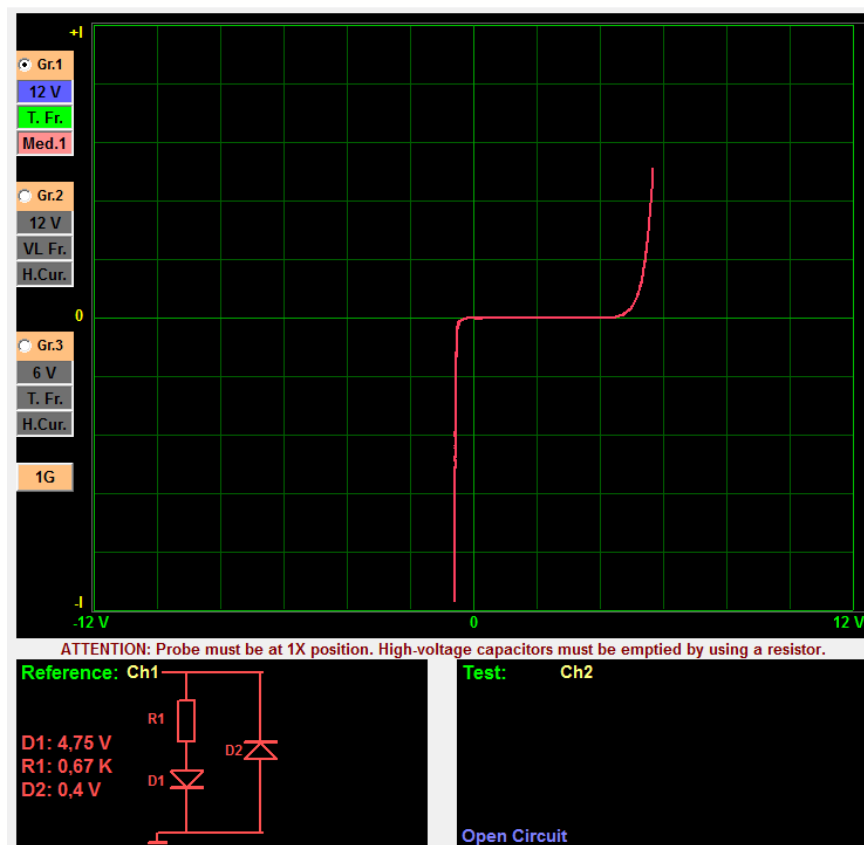 +I
Gr.1
12 V
T. Fr.
Med.1
Gr.2
12 V
VL Fr.
H.Cur.
0
Gr.3
6 V
T. Fr.
H.Cur.
1G
-I
-12 V 0 12 V
ATTENTION: Probe must be at 1X position. High-voltage capacitors must be emptied by using a resistor.
Reference: Ch1
R1
D1: 4,75 V
R1: 0,67 K
D2: 0,4 V
D2
D1
Test: Ch2
Open Circuit